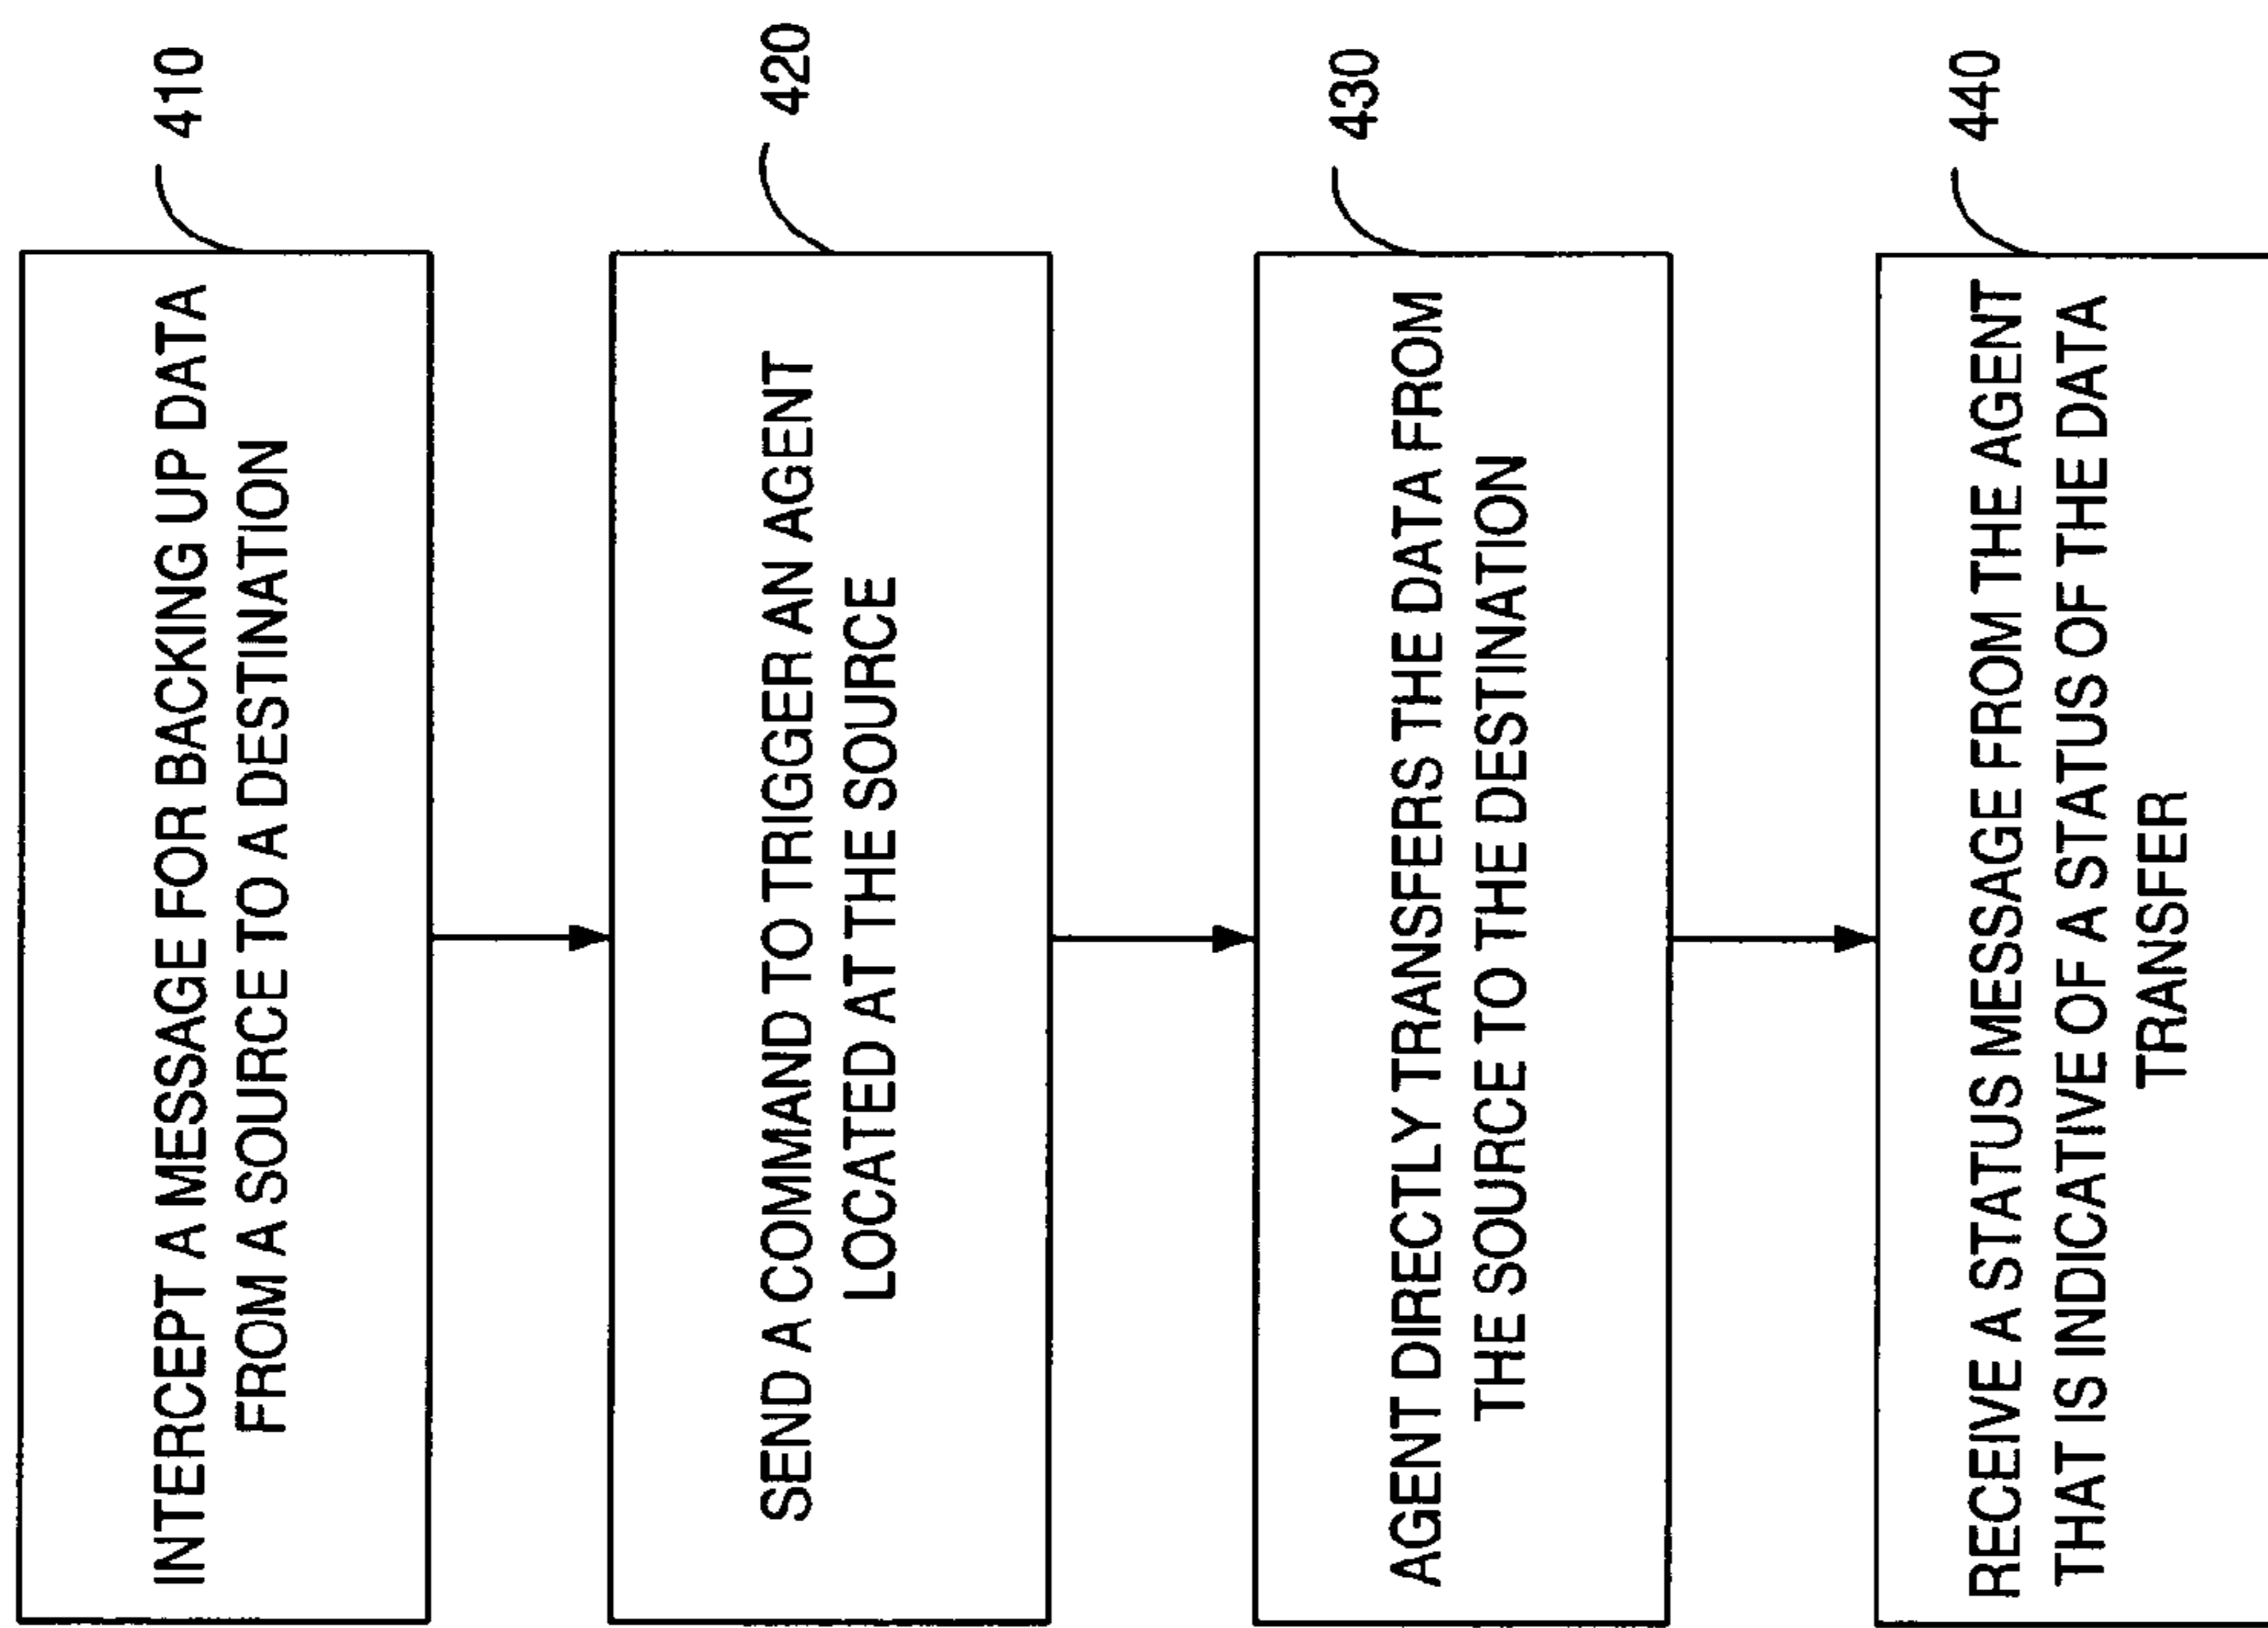 INTERCEPT A MESSAGE FOR BACKING UP DATA
FROM A SOURCE TO A DESTINATION
410
SEND A COMMAND TO TRIGGER AN AGENT
LOCATED AT THE SOURCE
420
AGENT DIRECTLY TRANSFERS THE DATA FROM
THE SOURCE TO THE DESTINATION
430
RECEIVE A STATUS MESSAGE FROM THE AGENT
THAT IS INDICATIVE OF A STATUS OF THE DATA
TRANSFER
440